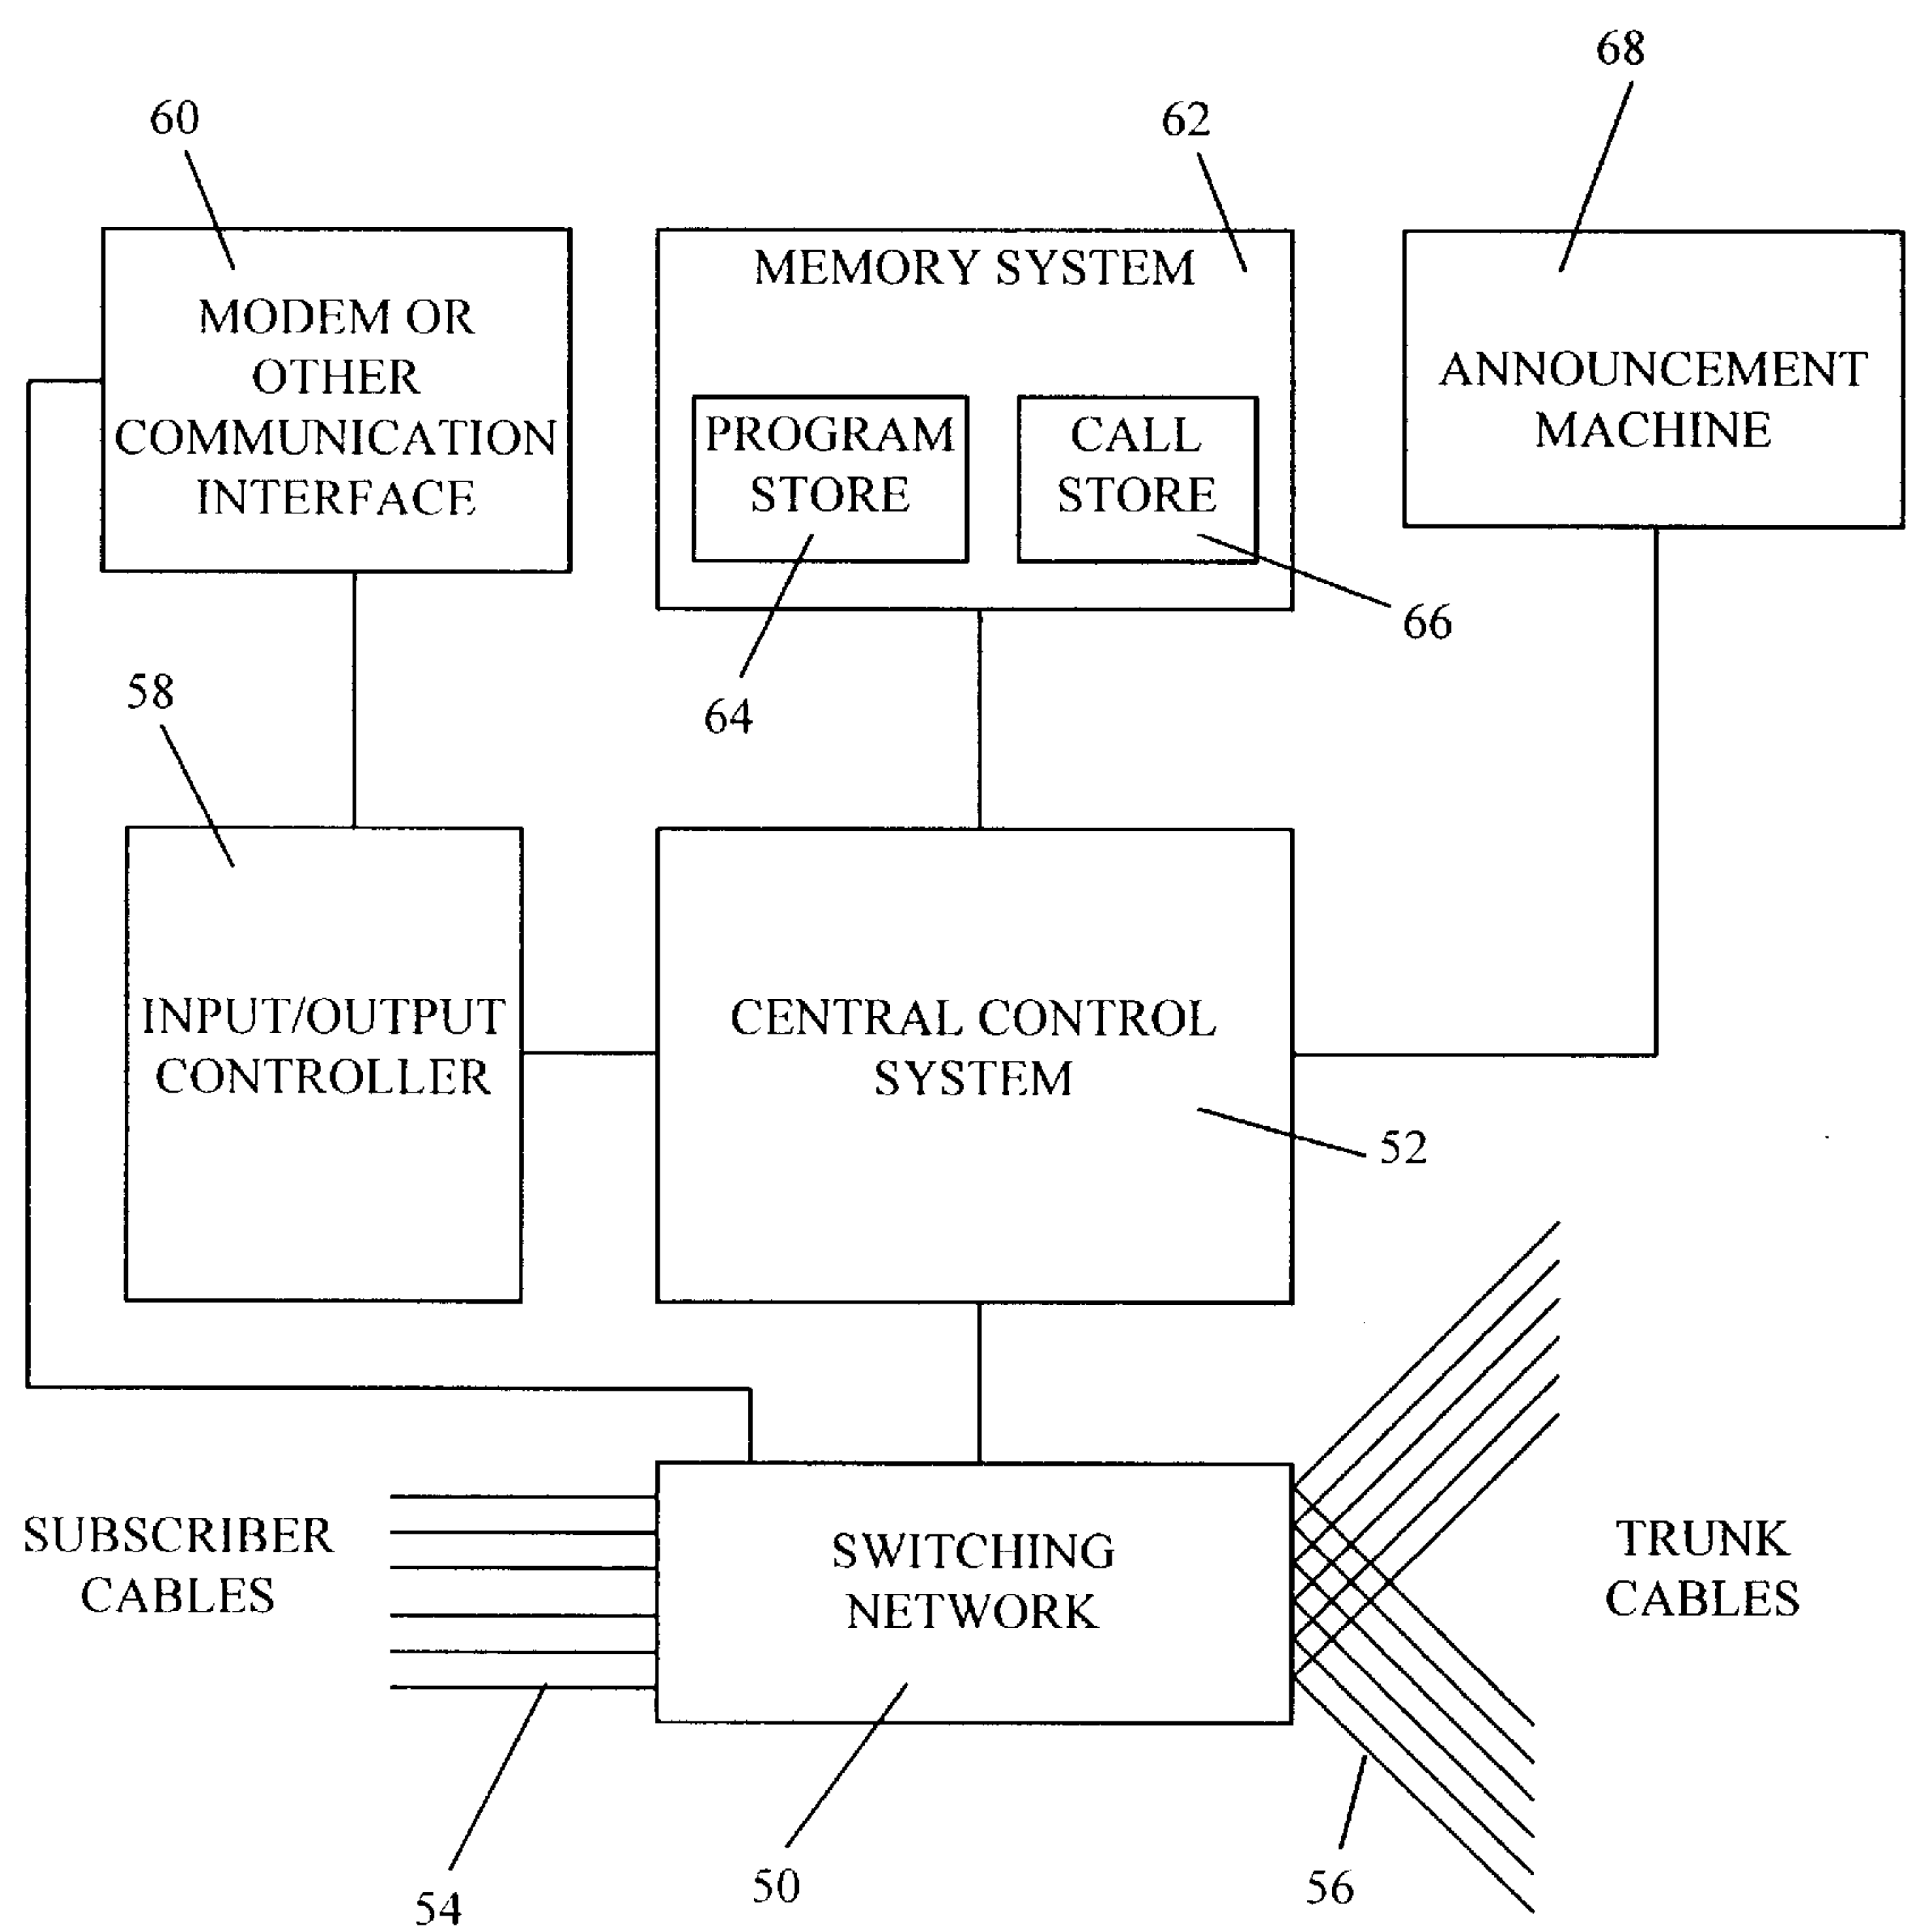 68
60
62
MEMORY SYSTEM
MODEM OR
OTHER
COMMUNICATION
INTERFACE
PROGRAM
STORE
CALL
STORE
ANNOUNCEMENT
MACHINE
66
64
58
INPUT/OUTPUT
CONTROLLER
CENTRAL CONTROL
SYSTEM
52
SUBSCRIBER
CABLES
SWITCHING
NETWORK
TRUNK
CABLES
54
50
56